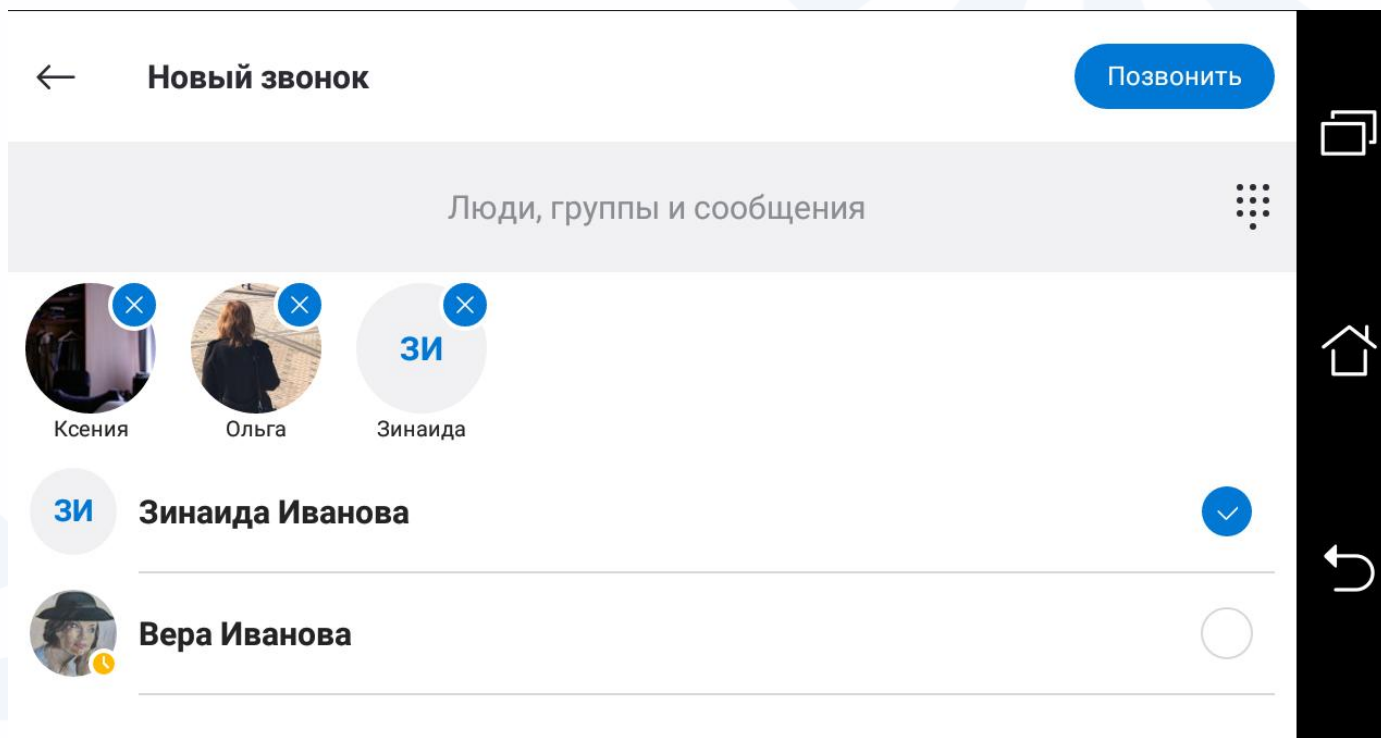 Новый звонок
Позвонить
Люди, группы и сообщения
ЗИ
Ксения
Ольга
Зинаида
ЗИ
Зинаида Иванова
Вера Иванова